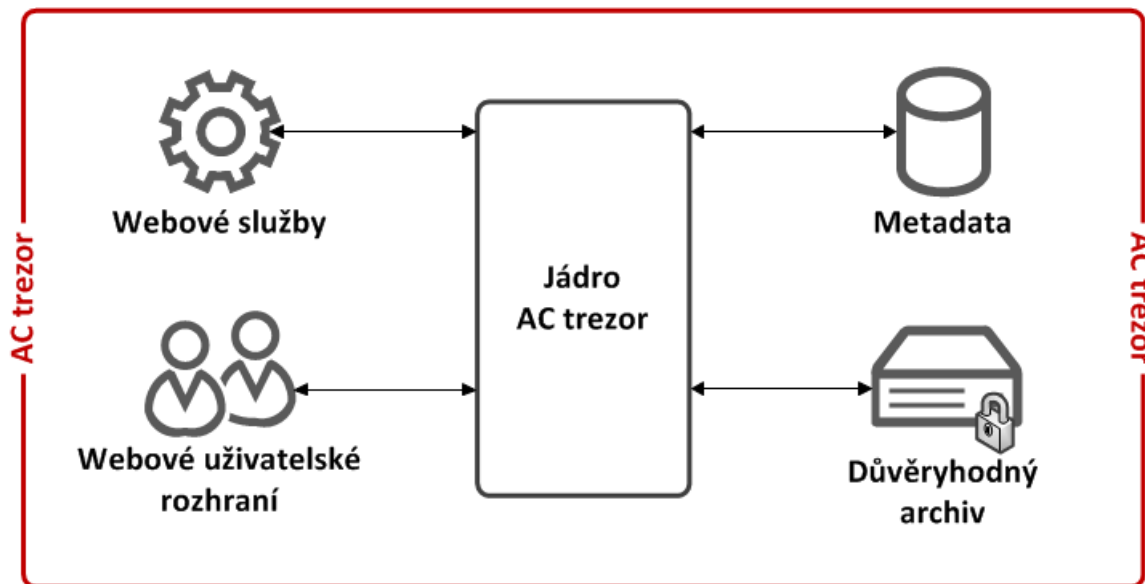 Webové služby
Metadata
AC trezor
Jádro
AC trezor
AC trezor
Webové uživatelské
rozhraní
Důvěryhodný
archiv